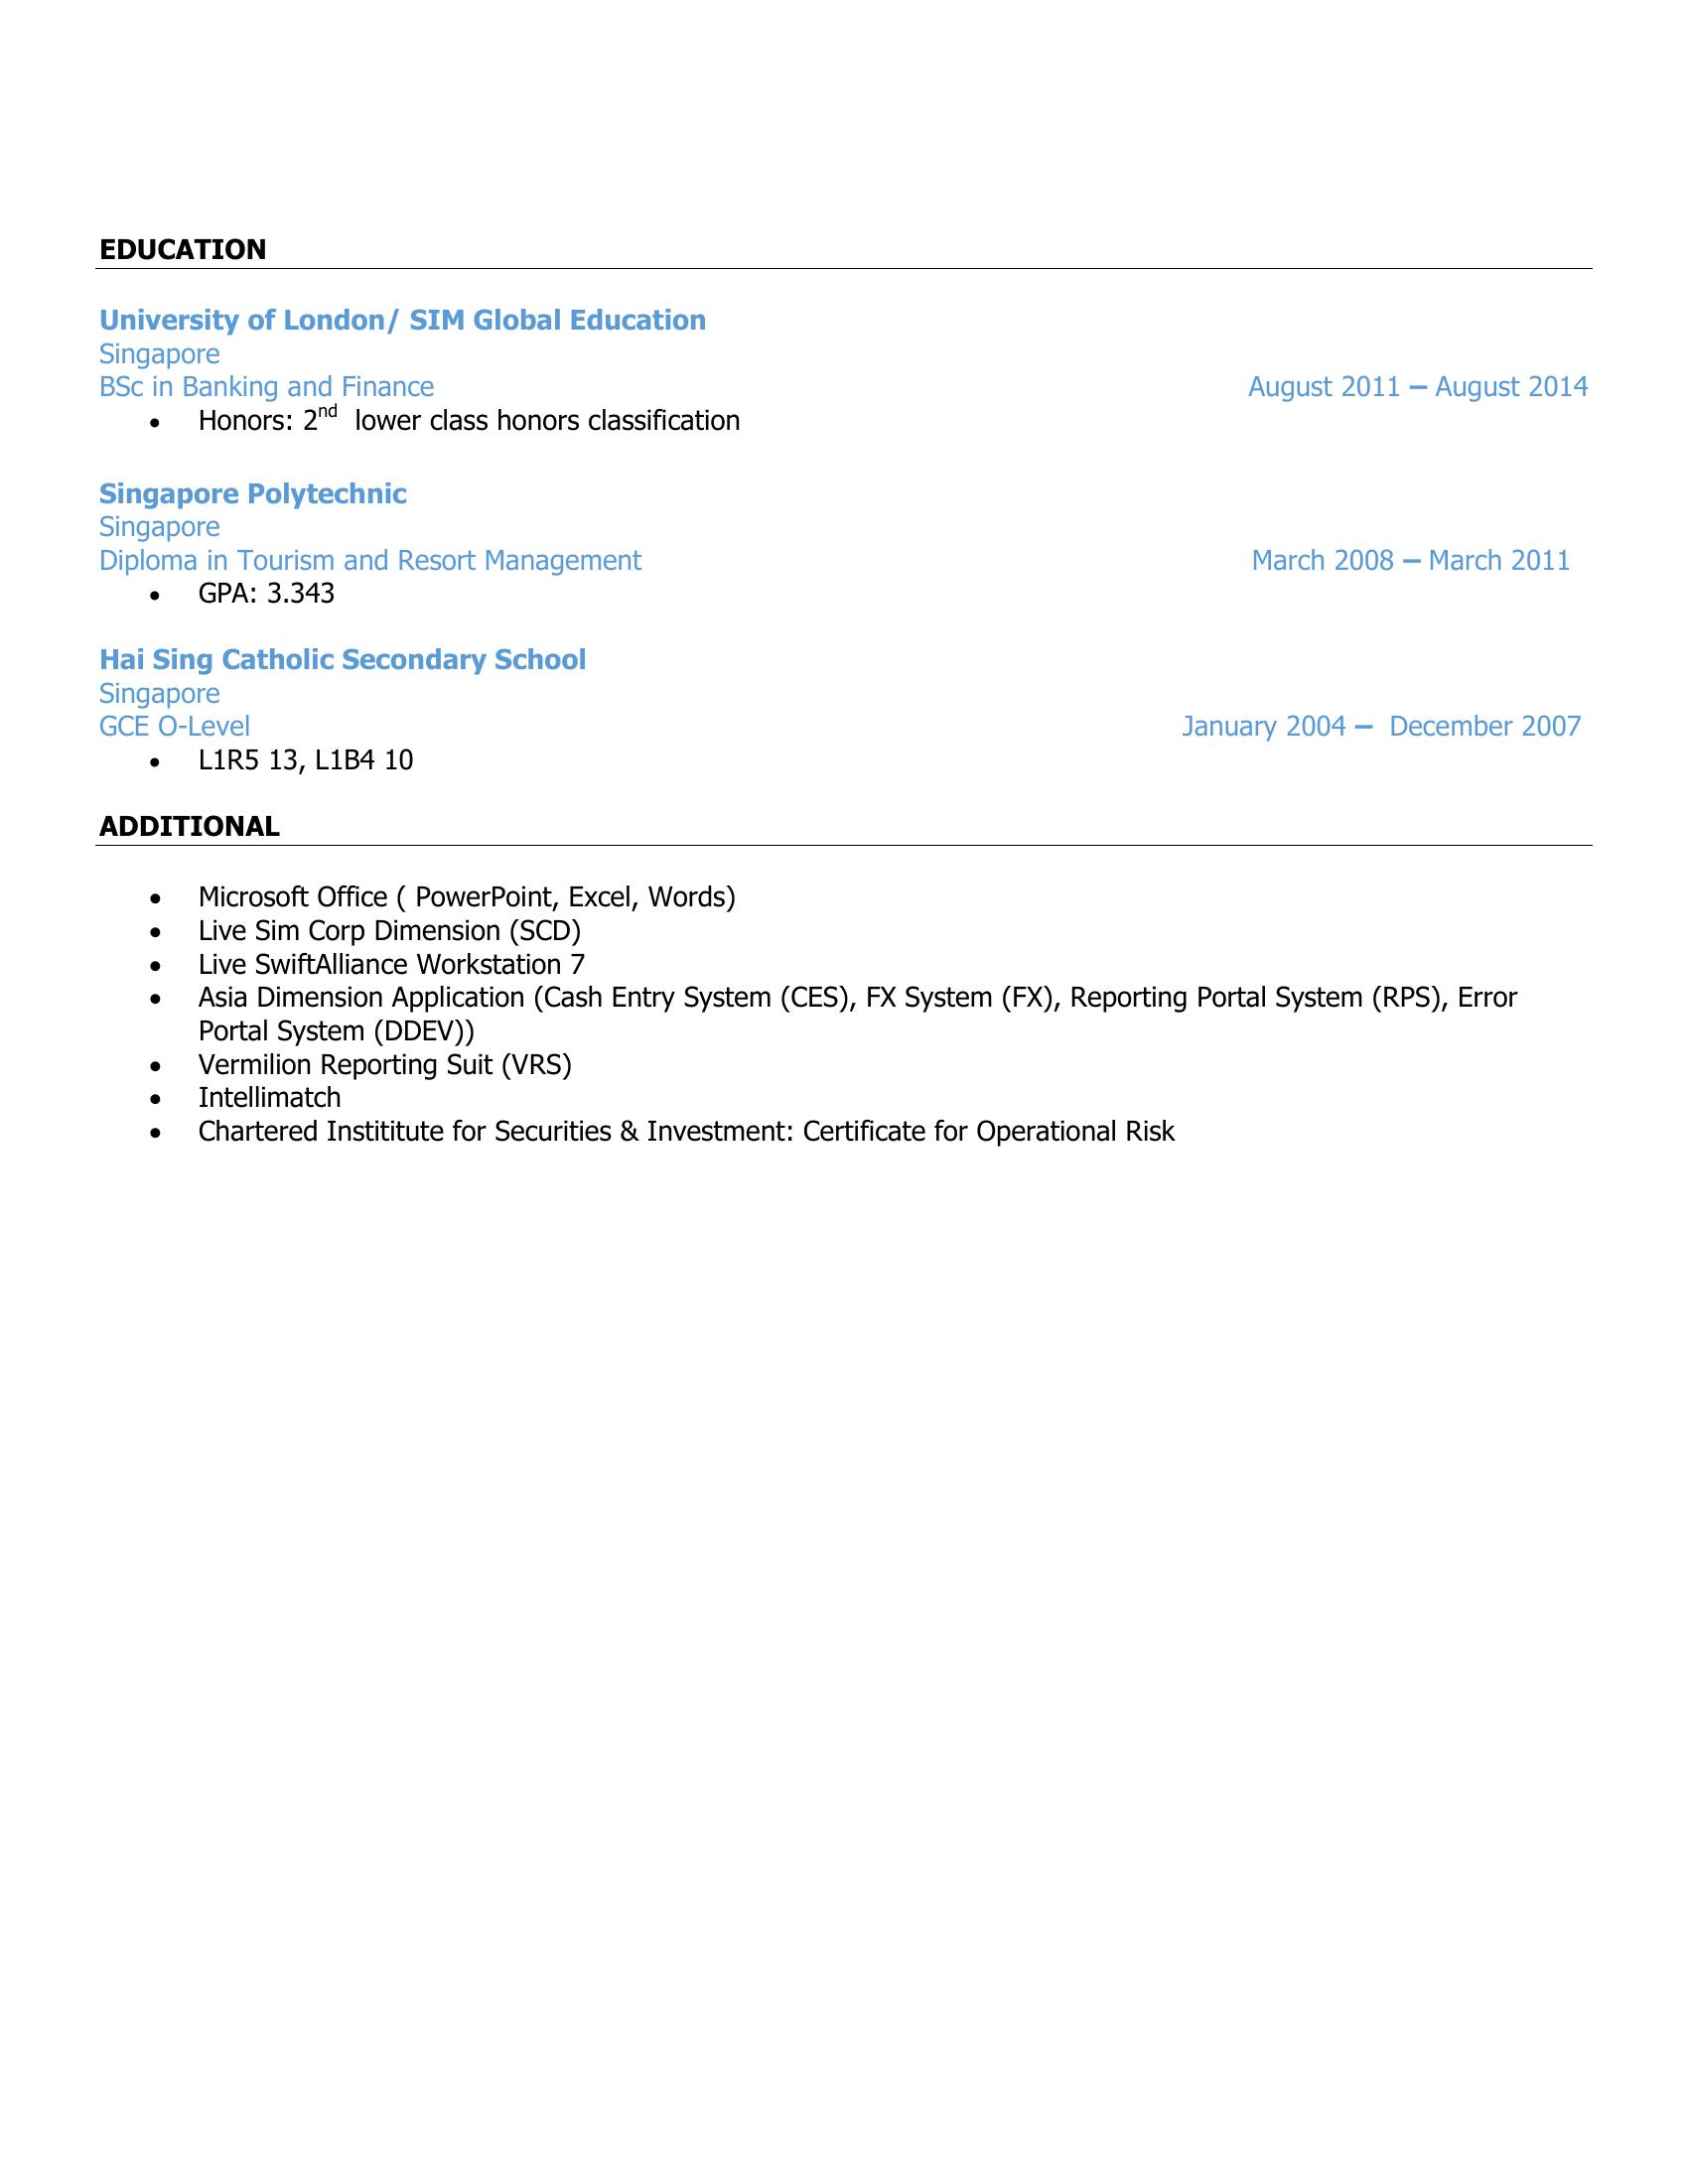 EDUCATION
University of London/ SIM Global Education
Singapore
BSc in Banking and Finance August 2011 – August 2014
• Honors: 2nd lower class honors classification
Singapore Polytechnic
Singapore
Diploma in Tourism and Resort Management March 2008 – March 2011
• GPA: 3.343
Hai Sing Catholic Secondary School
Singapore
GCE O-Level January 2004 – December 2007
• L1R5 13, L1B4 10
ADDITIONAL
• Microsoft Office ( PowerPoint, Excel, Words)
• Live Sim Corp Dimension (SCD)
• Live SwiftAlliance Workstation 7
• Asia Dimension Application (Cash Entry System (CES), FX System (FX), Reporting Portal System (RPS), Error
Portal System (DDEV))
• Vermilion Reporting Suit (VRS)
• Intellimatch
• Chartered Instititute for Securities & Investment: Certificate for Operational Risk